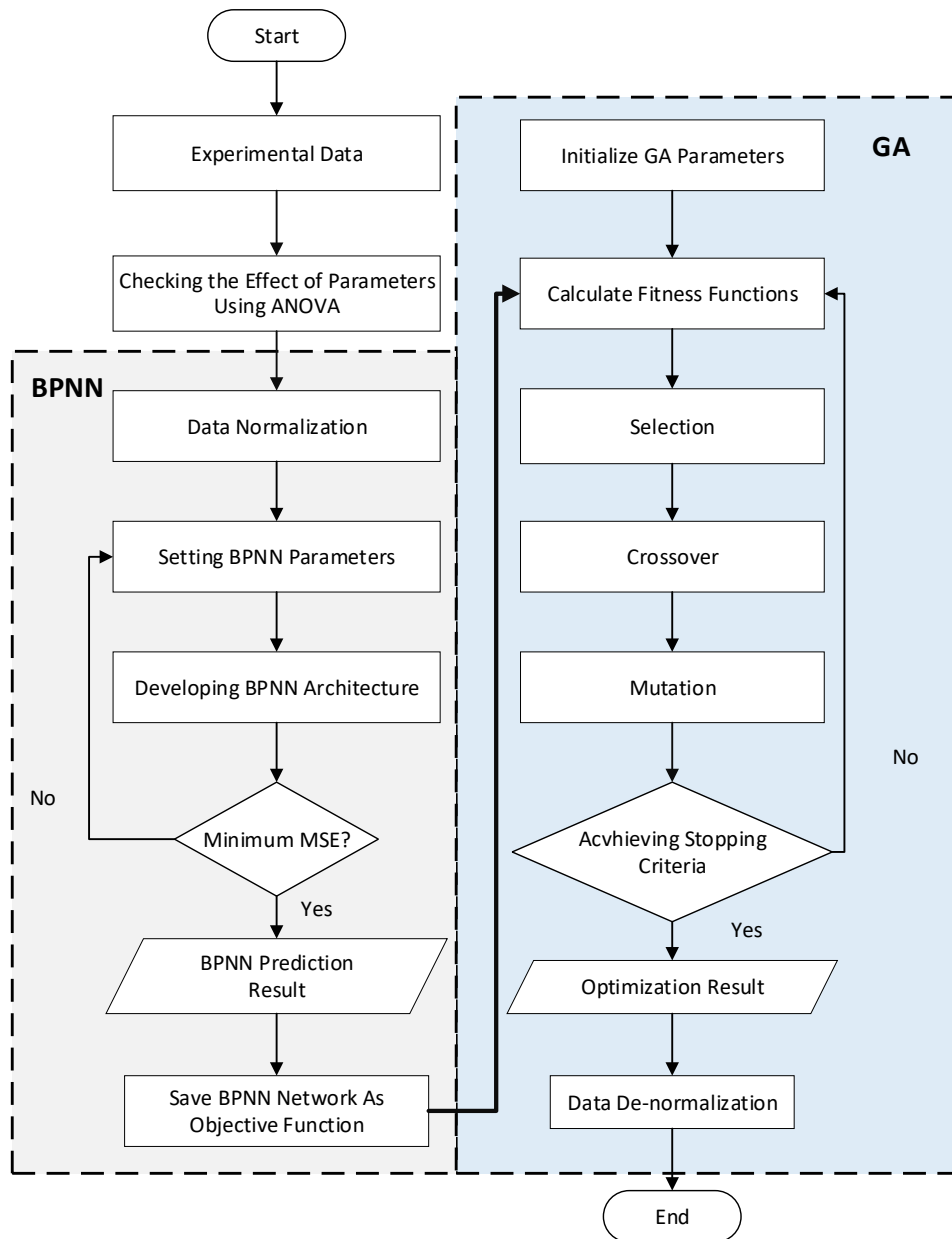 Start
Experimental Data
Checking the Effect of Parameters
Using ANOVA
BPNN
Data Normalization
Setting BPNN Parameters
Developing BPNN Architecture
No
Minimum MSE?
Yes
BPNN Prediction
Result
Save BPNN Network As
Objective Function
GA
Initialize GA Parameters
Calculate Fitness Functions
Selection
Crossover
Mutation
No
Acvhieving Stopping
Criteria
Yes
Optimization Result
Data De-normalization
End